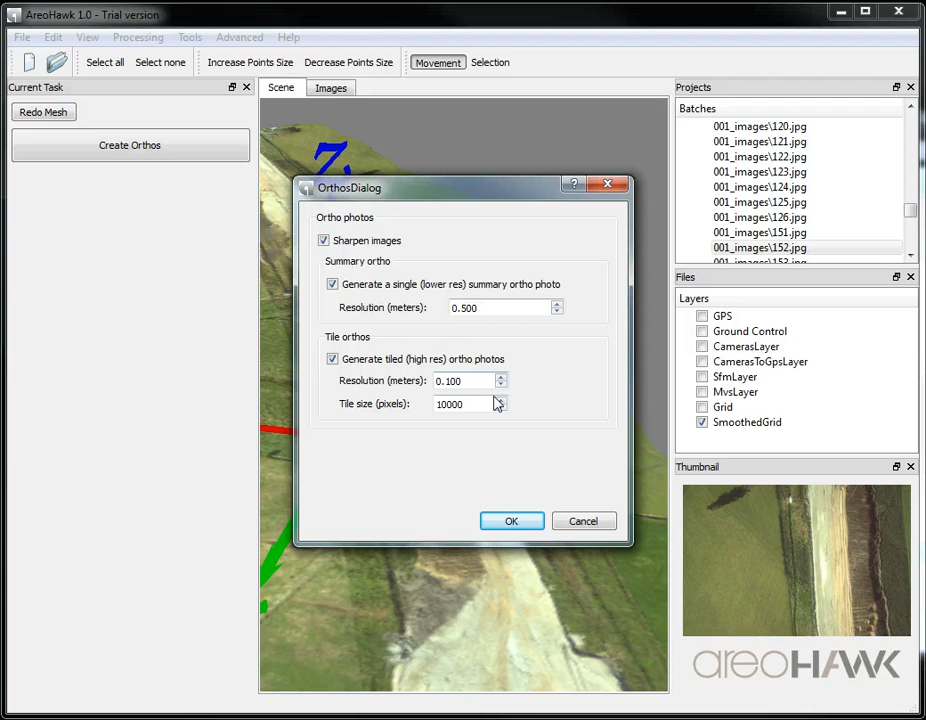 AreoHawk 1.0 - Trial version
File Edit View Processing Tools Advanced Help
Select all Select none Increase Points Size Decrease Points Size Movement Selection
Current Task
Redo Mesh
Create Orthos
Scene Images
Z
OrthosDialog
Ortho photos
Sharpen images
Summary ortho
Generate a single (lower res) summary ortho photo
Resolution (meters): 0.500
Tile orthos
Generate tiled (high res) ortho photos
Resolution (meters): 0.100
Tile size (pixels): 10000
OK Cancel
Projects
Batches
001_images\120.jpg
001_images\121.jpg
001_images\122.jpg
001_images\123.jpg
001_images\124.jpg
001_images\125.jpg
001_images\126.jpg
001_images\151.jpg
001_images\152.jpg
001_images\153.jpg
Files
Layers
GPS
Ground Control
CamerasLayer
CamerasToGpsLayer
SfmLayer
MvsLayer
Grid
SmoothedGrid
Thumbnail
areoHAWK